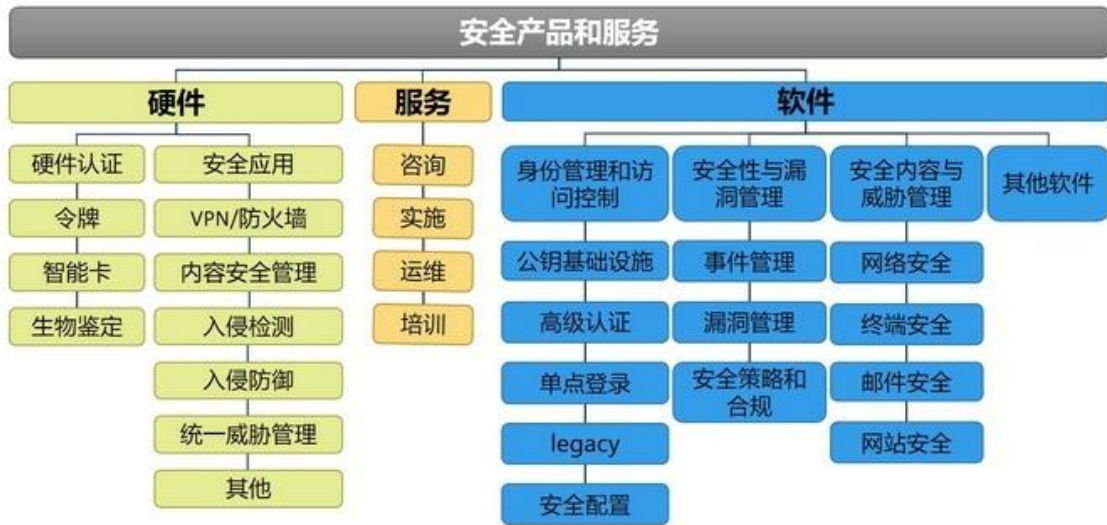 安全产品和服务
硬件
硬件认证
令牌
智能卡
生物鉴定
安全应用
VPN/防火墙
内容安全管理
入侵检测
入侵防御
统一威胁管理
其他
服务
咨询
实施
运维
培训
软件
身份管理和访
问控制
公钥基础设施
高级认证
单点登录
legacy
安全配置
安全性与漏
洞管理
事件管理
漏洞管理
安全策略和
合规
安全内容与
威胁管理
网络安全
终端安全
邮件安全
网站安全
其他软件